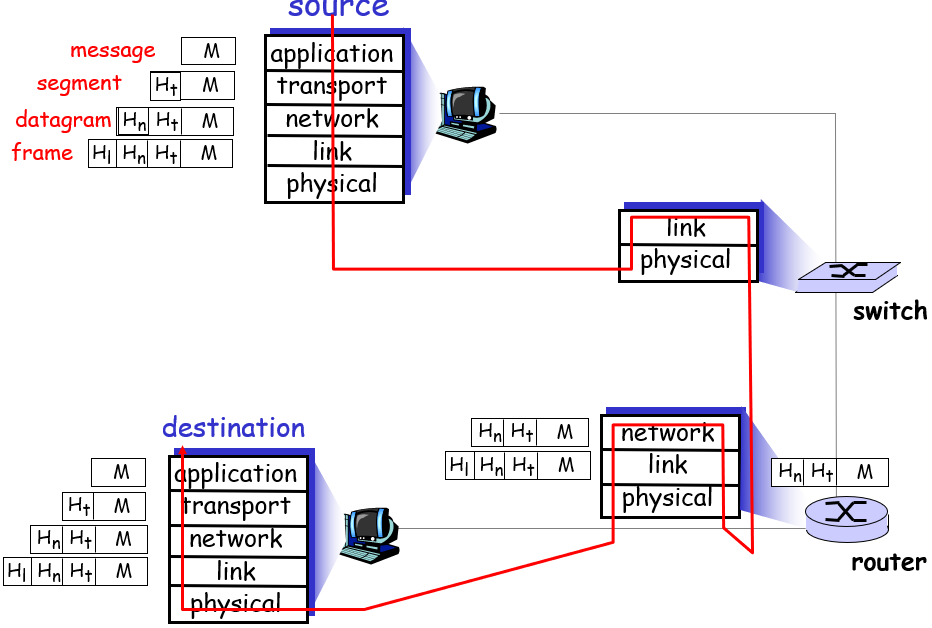 source
message M
segment Ht M
datagram Hn Ht M
frame Hl Hn Ht M
application
transport
network
link
physical
link
physical
switch
destination
M
Ht M
Hn Ht M
Hl Hn Ht M
application
transport
network
link
physical
Hn Ht M
Hl Hn Ht M
network
link
physical
Hn Ht M
router